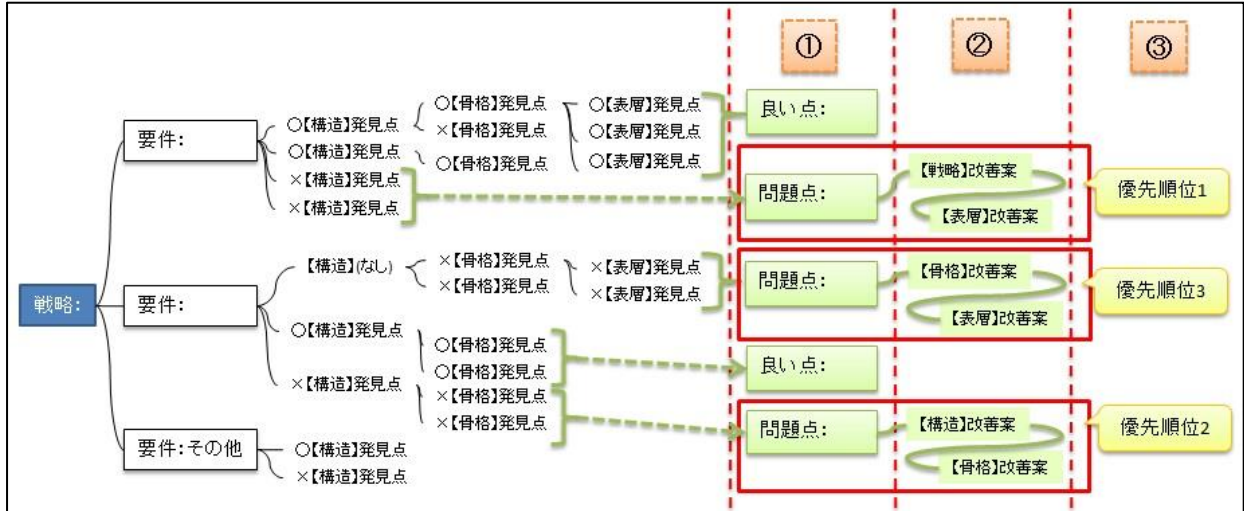 ①
②
③
戦略:
要件:
〇【構造】発見点
〇【構造】発見点
×【構造】発見点
×【構造】発見点
〇【骨格】発見点
×【骨格】発見点
〇【骨格】発見点
〇【表層】発見点
〇【表層】発見点
〇【表層】発見点
良い点:
問題点:
【戦略】改善案
【表層】改善案
優先順位1
要件:
【構造】(なし)
×【骨格】発見点
×【骨格】発見点
×【表層】発見点
×【表層】発見点
問題点:
【骨格】改善案
【表層】改善案
優先順位3
〇【構造】発見点
〇【骨格】発見点
〇【骨格】発見点
良い点:
×【構造】発見点
×【骨格】発見点
×【骨格】発見点
問題点:
【構造】改善案
【骨格】改善案
優先順位2
要件:その他
〇【構造】発見点
×【構造】発見点